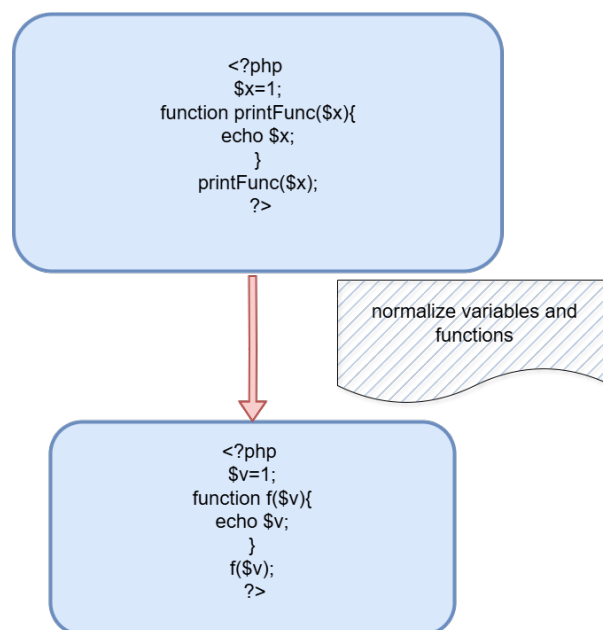 <?php
$x=1;
function printFunc($x){
echo $x;
}
printFunc($x);
?>
normalize variables and
functions
<?php
$v=1;
function f($v){
echo $v;
}
f($v);
?>